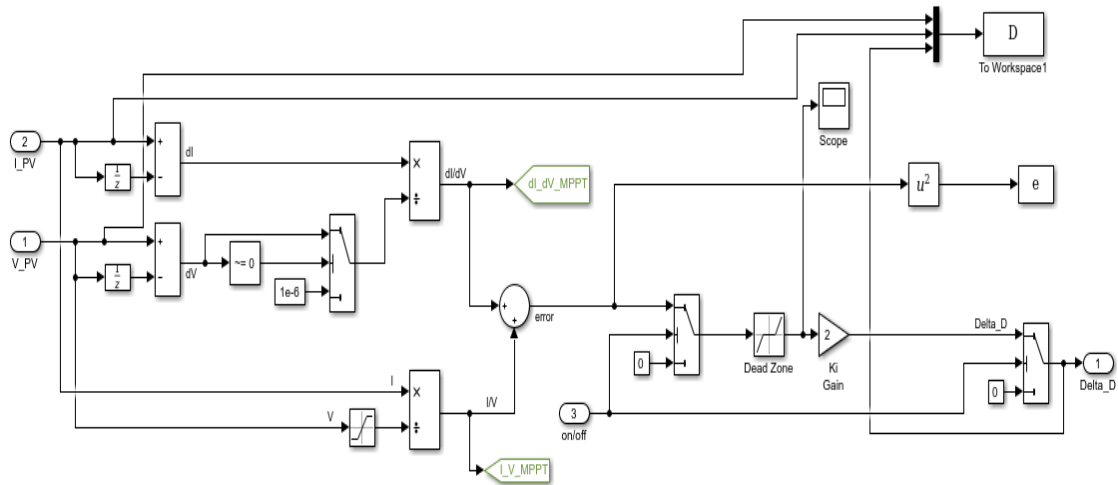 D
To Workspace1
Scope
2
I_PV
+
−
dI
1
z
×
÷
dI/dV
dI_dV_MPPT
u²
e
1
V_PV
+
−
dV
1
z
~= 0
1e-6
+
+
error
0
Dead Zone
2
Ki
Gain
Delta_D
0
1
Delta_D
I
V
×
÷
I/V
3
on/off
I_V_MPPT